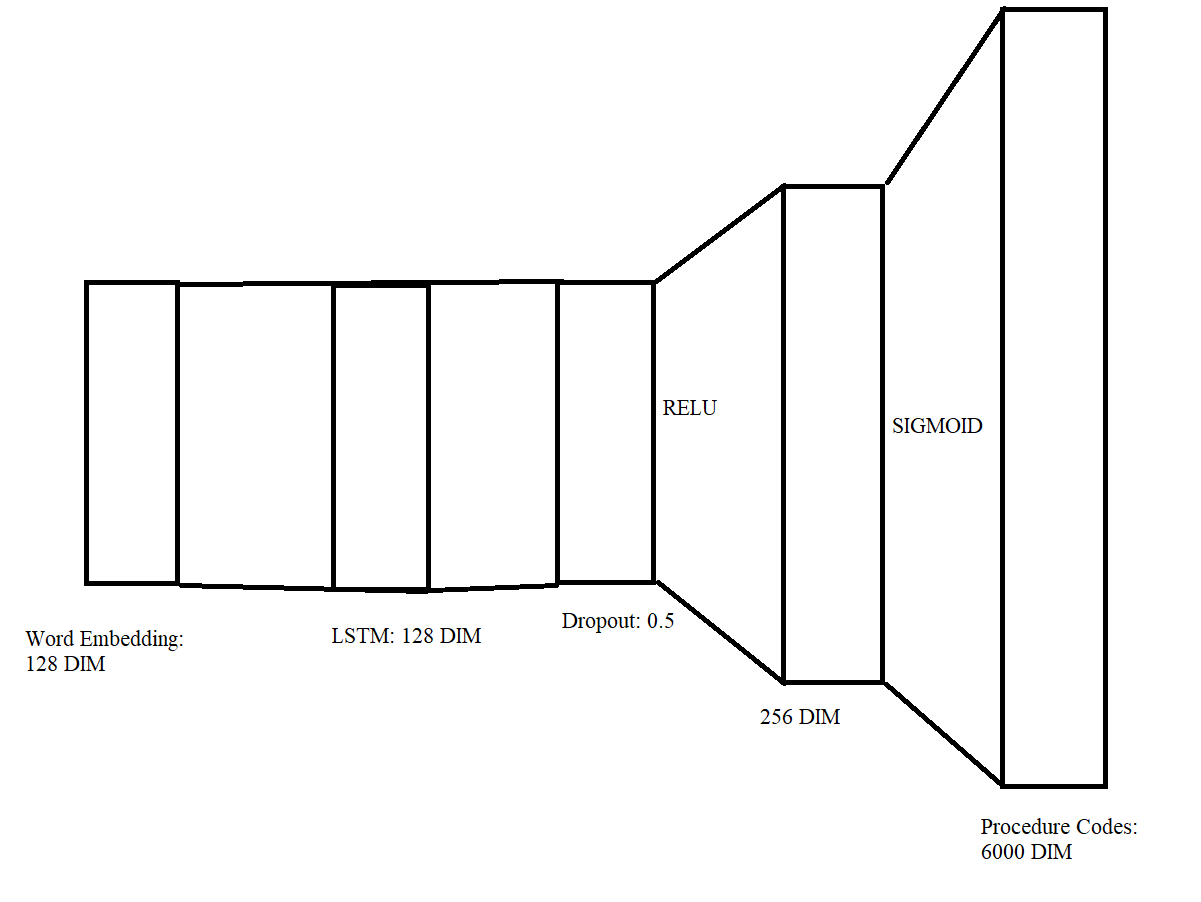 RELU
SIGMOID
Word Embedding:
128 DIM
LSTM: 128 DIM
Dropout: 0.5
256 DIM
Procedure Codes:
6000 DIM